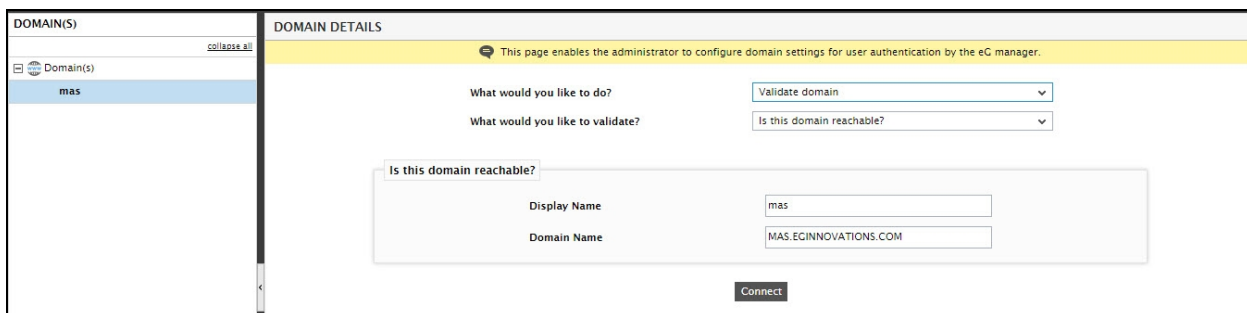 DOMAIN(S)
collapse all
Domain(s)
mas
DOMAIN DETAILS
This page enables the administrator to configure domain settings for user authentication by the eG manager.
What would you like to do? Validate domain
What would you like to validate? Is this domain reachable?
Is this domain reachable?
Display Name mas
Domain Name MAS.EGINNOVATIONS.COM
Connect